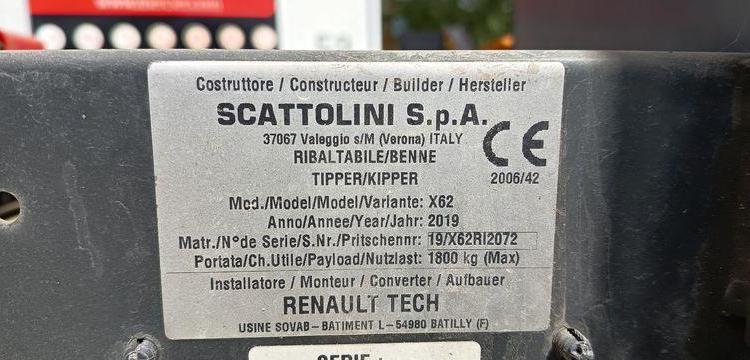 Costruttore / Constructeur / Builder / Hersteller
SCATTOLINI S.p.A.
37067 Valeggio s/M (Verona) ITALY
CE
RIBALTABILE/BENNE
TIPPER/KIPPER
2006/42
Mod./Model/Model/Variante: X62
Anno/Annee/Year/Jahr: 2019
Matr./N°de Serie/S.Nr./Pritschennr: 19/X62RI2072
Portata/Ch.Utile/Payload/Nutzlast: 1800 kg (Max)
Installatore / Monteur / Converter / Aufbauer
RENAULT TECH
USINE SOVAB-BATIMENT L-54980 BATILLY (F)